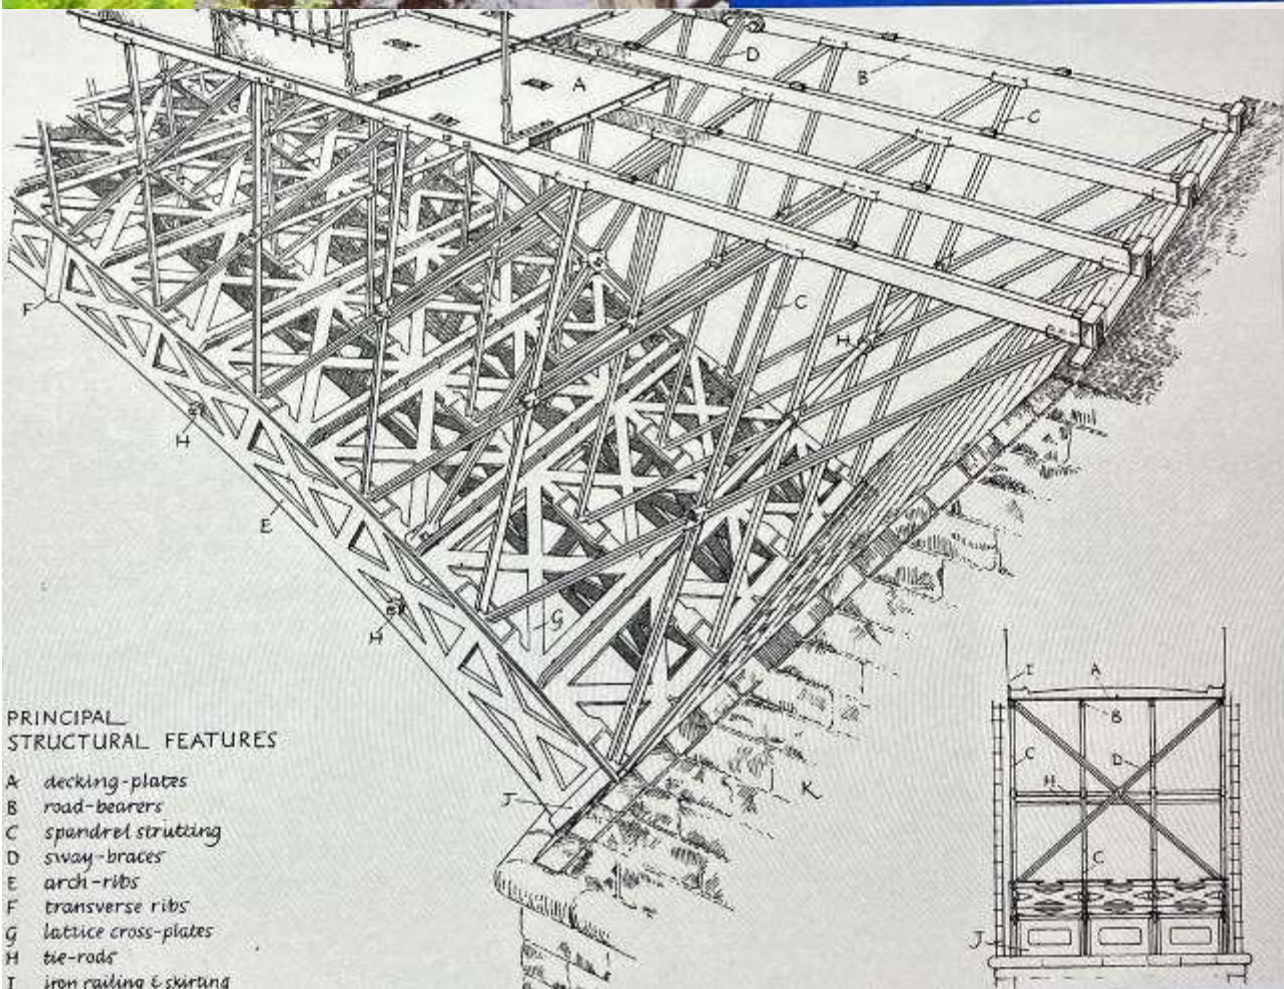 D
B
A
C
F
C
H
H
E
G
H
PRINCIPAL
STRUCTURAL FEATURES
A decking-plates
B road-bearers
C spandrel strutting
D sway-braces
E arch-ribs
F transverse ribs
G lattice cross-plates
H tie-rods
I iron railing & skirting
J
K
I
A
B
C
D
H
C
J